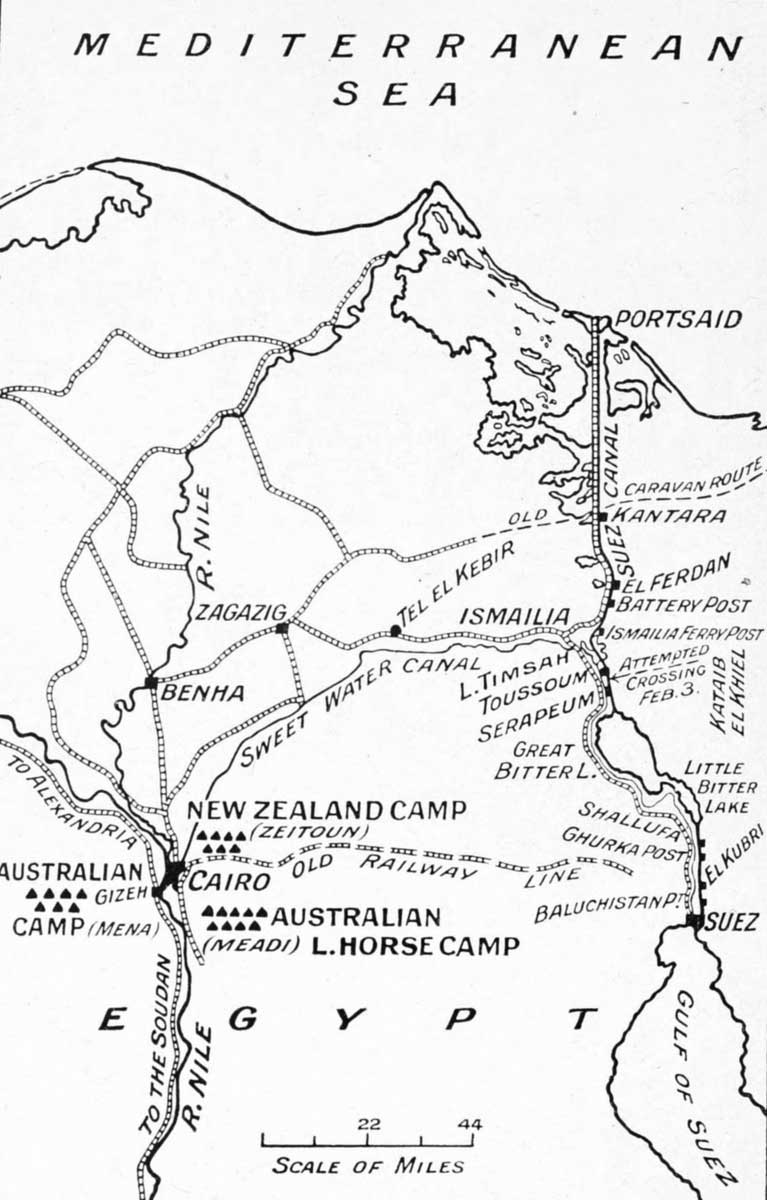 MEDITERRANEAN
SEA
PORTSAID
CANAL
CARAVAN ROUTE
OLD
KANTARA
SUEZ
R. NILE
TEL EL KEBIR
EL FERDAN
BATTERY POST
ZAGAZIG
ISMAILIA
ISMAILIA FERRY POST
ATTEMPTED
CROSSING
FEB. 3.
KATAIB
EL KHIEL
BENHA
SWEET WATER CANAL
L. TIMSAH
TOUSSOUM
SERAPEUM
GREAT
BITTER L.
LITTLE
BITTER
LAKE
TO ALEXANDRIA
NEW ZEALAND CAMP
(ZEITOUN)
SHALLUFA
GHURKA POST
EL KUBRI
OLD RAILWAY LINE
AUSTRALIAN
GIZEH
CAMP (MENA)
CAIRO
BALUCHISTAN PT.
SUEZ
AUSTRALIAN
(MEADI) L. HORSE CAMP
EGYPT
TO THE SOUDAN
R. NILE
GULF OF SUEZ
22 44
SCALE OF MILES